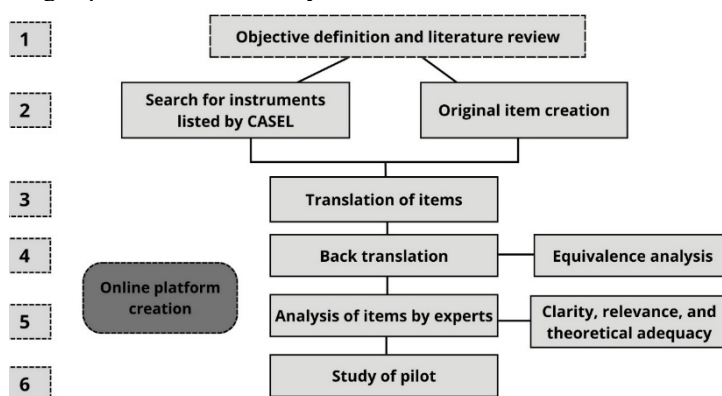 1
Objective definition and literature review
2
Search for instruments
listed by CASEL
Original item creation
3
Translation of items
4
Back translation
Equivalence analysis
Online platform
creation
5
Analysis of items by experts
Clarity, relevance, and
theoretical adequacy
6
Study of pilot